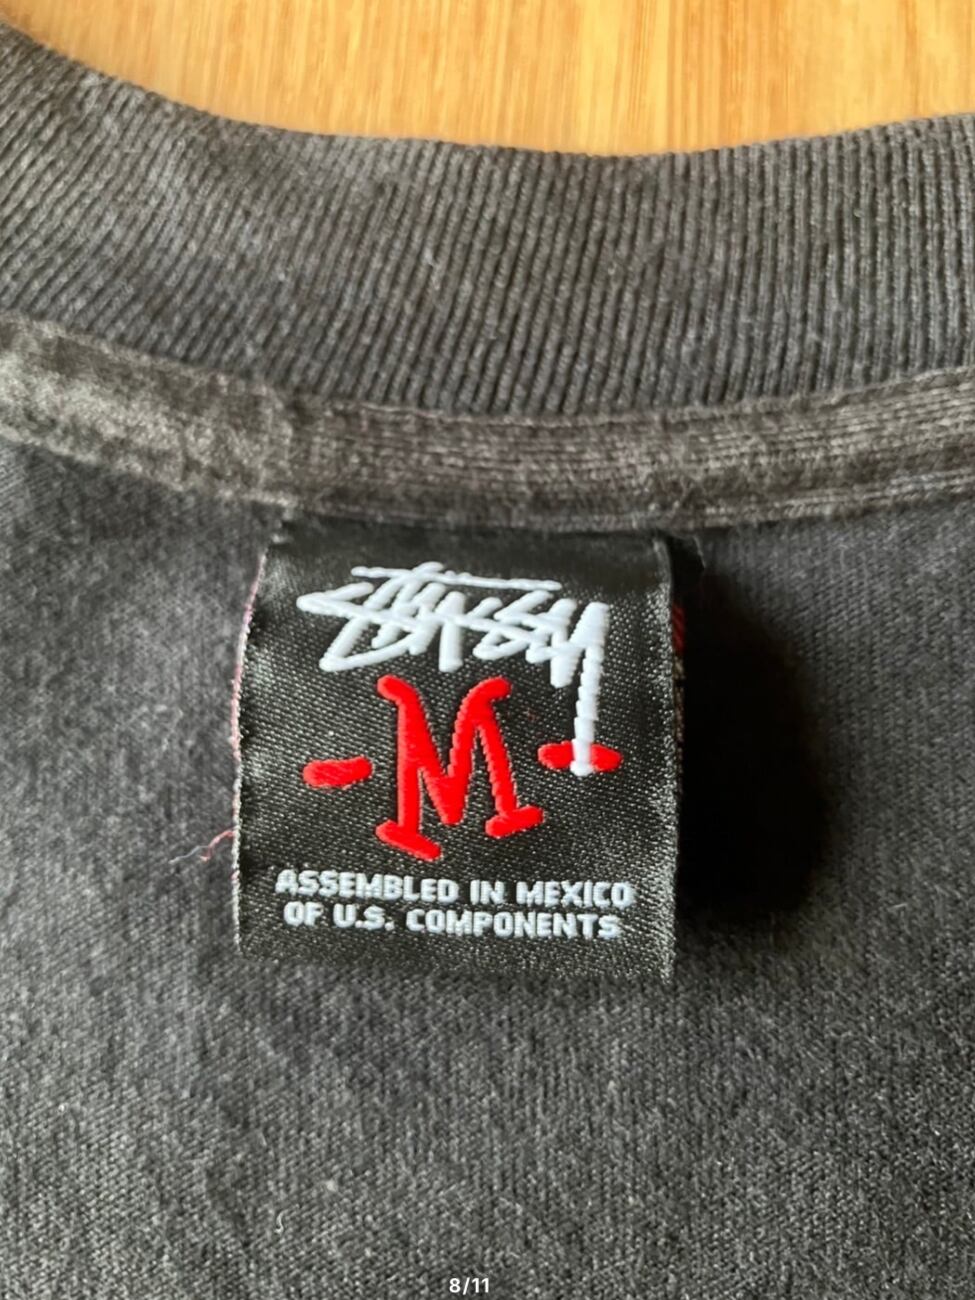 STUSSY
- M -
ASSEMBLED IN MEXICO
OF U.S. COMPONENTS
8/11